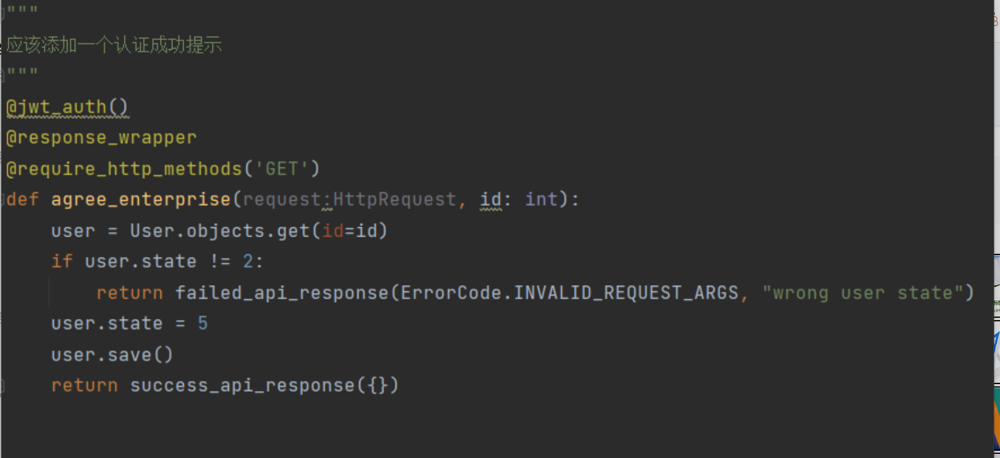 """
应该添加一个认证成功提示
"""
@jwt_auth()
@response_wrapper
@require_http_methods('GET')
def agree_enterprise(request:HttpRequest, id: int):
    user = User.objects.get(id=id)
    if user.state != 2:
        return failed_api_response(ErrorCode.INVALID_REQUEST_ARGS, "wrong user state")
    user.state = 5
    user.save()
    return success_api_response({})